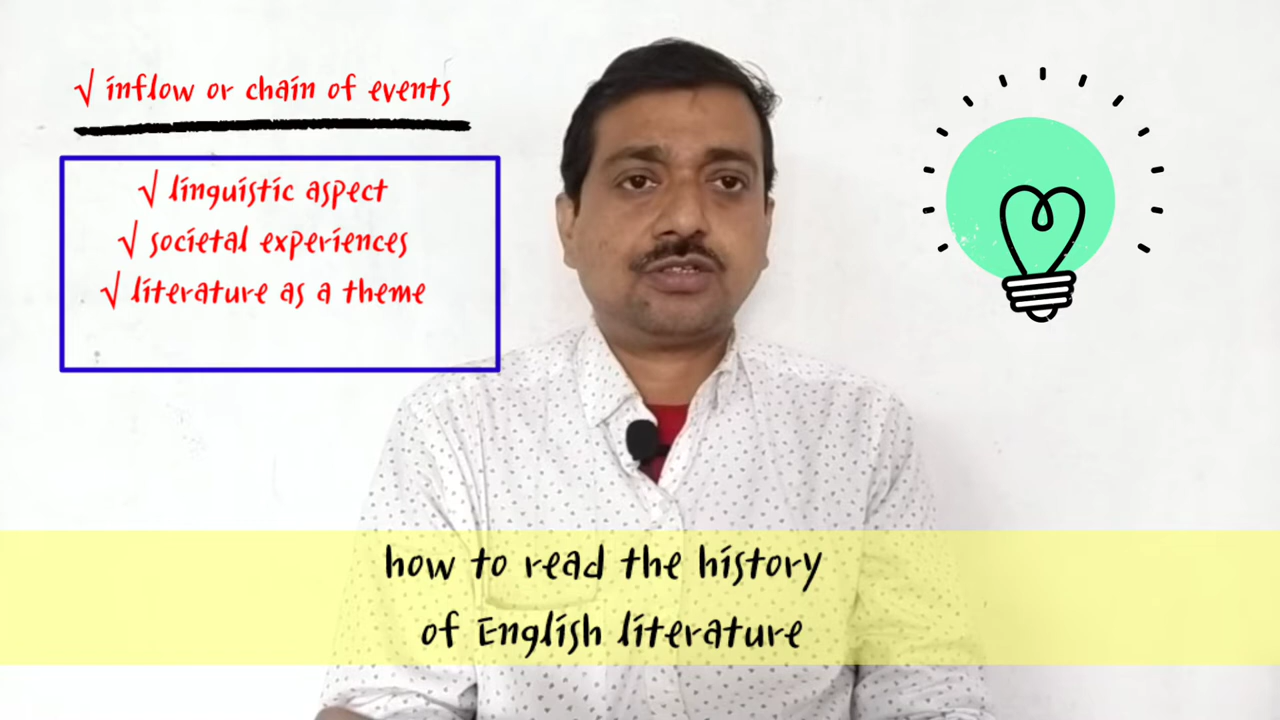 √ inflow or chain of events
√ linguistic aspect
√ societal experiences
√ literature as a theme
how to read the history
of English literature